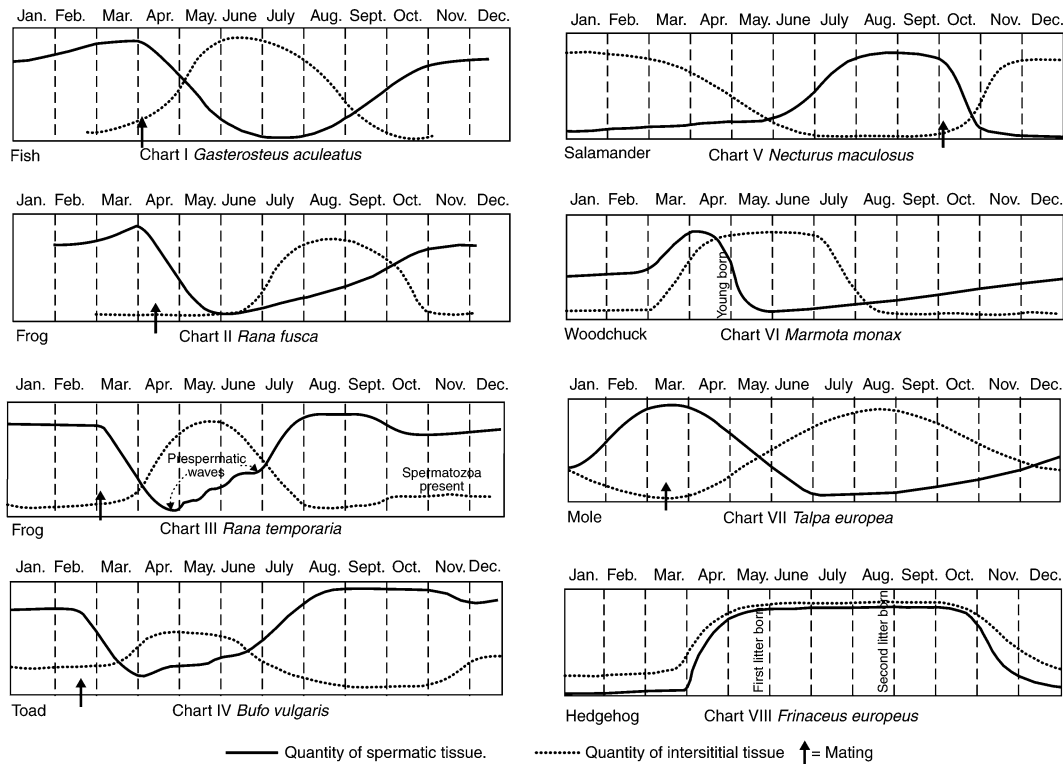 Jan. Feb. Mar. Apr. May. June July Aug. Sept. Oct. Nov. Dec.
Fish Chart I Gasterosteus aculeatus
Jan. Feb. Mar. Apr. May. June July Aug. Sept. Oct. Nov. Dec.
Frog Chart II Rana fusca
Jan. Feb. Mar. Apr. May. June July Aug. Sept. Oct. Nov. Dec.
Prespermatic
waves
Spermatozoa
present
Frog Chart III Rana temporaria
Jan. Feb. Mar. Apr. May. June July Aug. Sept. Oct. Nov. Dec.
Toad Chart IV Bufo vulgaris
Jan. Feb. Mar. Apr. May. June July Aug. Sept. Oct. Nov. Dec.
Salamander Chart V Necturus maculosus
Jan. Feb. Mar. Apr. May. June July Aug. Sept. Oct. Nov. Dec.
Young born
Woodchuck Chart VI Marmota monax
Jan. Feb. Mar. Apr. May. June July Aug. Sept. Oct. Nov. Dec.
Mole Chart VII Talpa europea
Jan. Feb. Mar. Apr. May. June July Aug. Sept. Oct. Nov. Dec.
First litter born
Second litter born
Hedgehog Chart VIII Frinaceus europeus
Quantity of spermatic tissue. Quantity of intersititial tissue = Mating